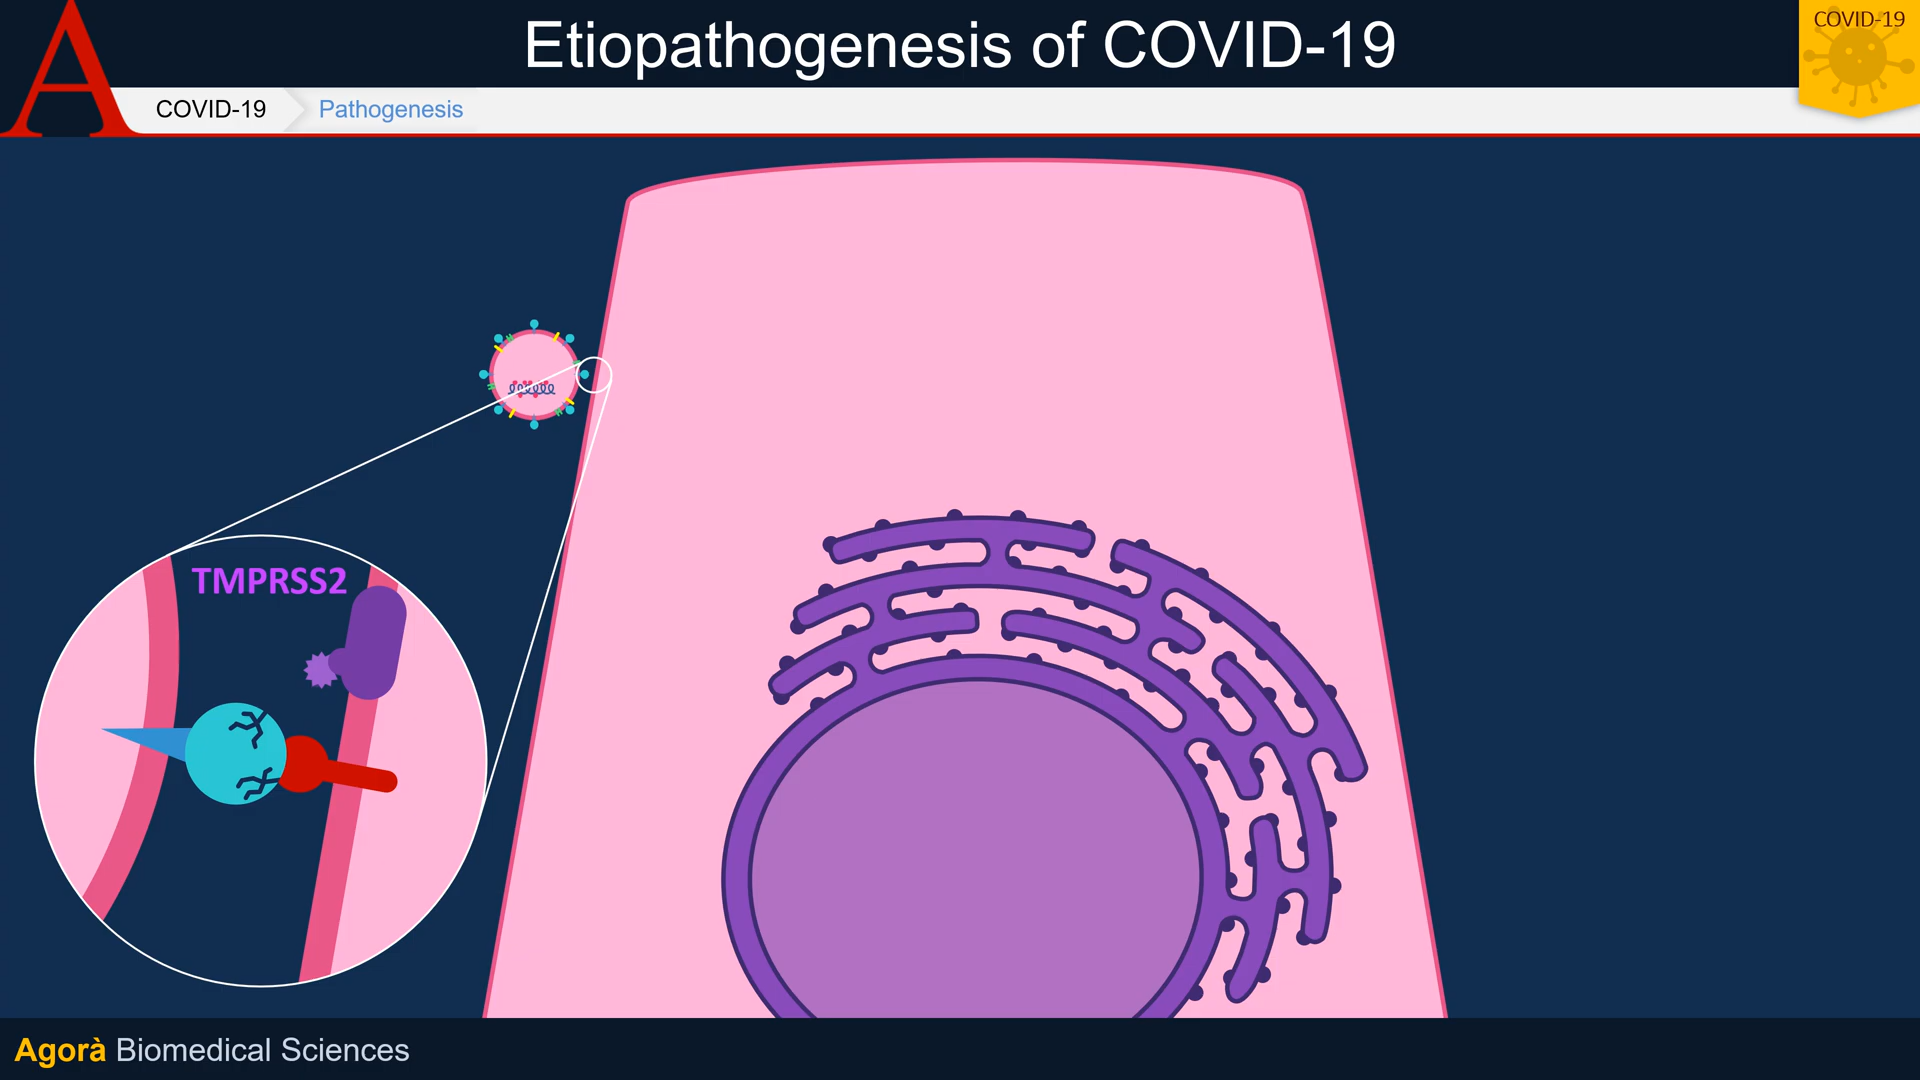 Etiopathogenesis of COVID-19
COVID-19
A
COVID-19
Pathogenesis
TMPRSS2
Agorà Biomedical Sciences